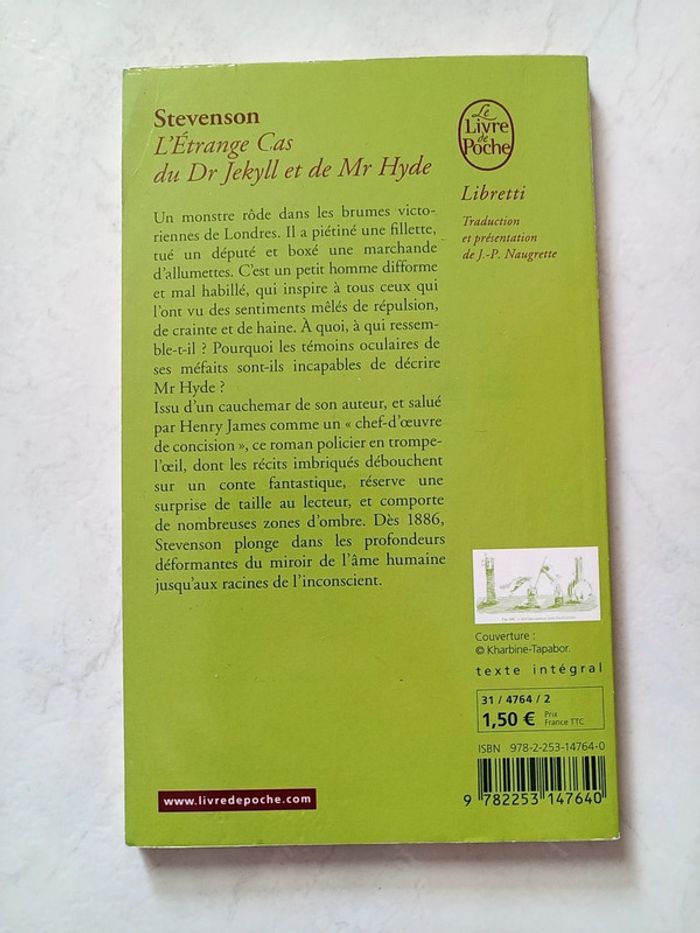 Stevenson
L'Étrange Cas
du Dr Jekyll et de Mr Hyde
Un monstre rôde dans les brumes victo-
riennes de Londres. Il a piétiné une fillette,
tué un député et boxé une marchande
d'allumettes. C'est un petit homme difforme
et mal habillé, qui inspire à tous ceux qui
l'ont vu des sentiments mêlés de répulsion,
de crainte et de haine. À quoi, à qui ressem-
ble-t-il ? Pourquoi les témoins oculaires de
ses méfaits sont-ils incapables de décrire
Mr Hyde ?
Issu d'un cauchemar de son auteur, et salué
par Henry James comme un « chef-d'œuvre
de concision », ce roman policier en trompe-
l'œil, dont les récits imbriqués débouchent
sur un conte fantastique, réserve une
surprise de taille au lecteur, et comporte
de nombreuses zones d'ombre. Dès 1886,
Stevenson plonge dans les profondeurs
déformantes du miroir de l'âme humaine
jusqu'aux racines de l'inconscient.
www.livredepoche.com
Le
Livre
de
Poche
Libretti
Traduction
et présentation
de J.-P. Naugrette
Couverture :
© Kharbine-Tapabor.
texte intégral
31 / 4764 / 2
1,50 € Prix
France TTC
ISBN 978-2-253-14764-0
9 782253 147640